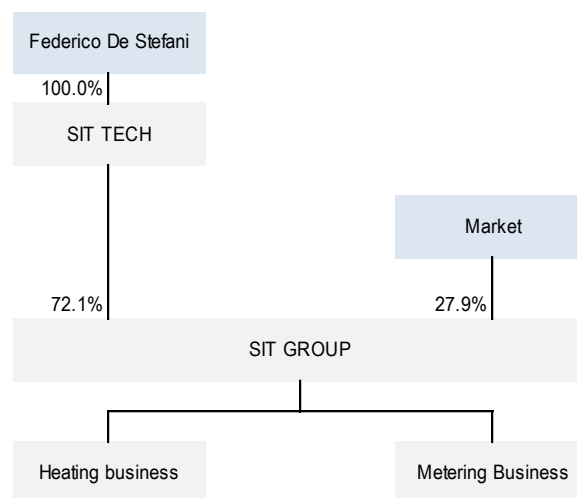 Federico De Stefani
100.0%
SIT TECH
Market
72.1%
27.9%
SIT GROUP
Heating business
Metering Business